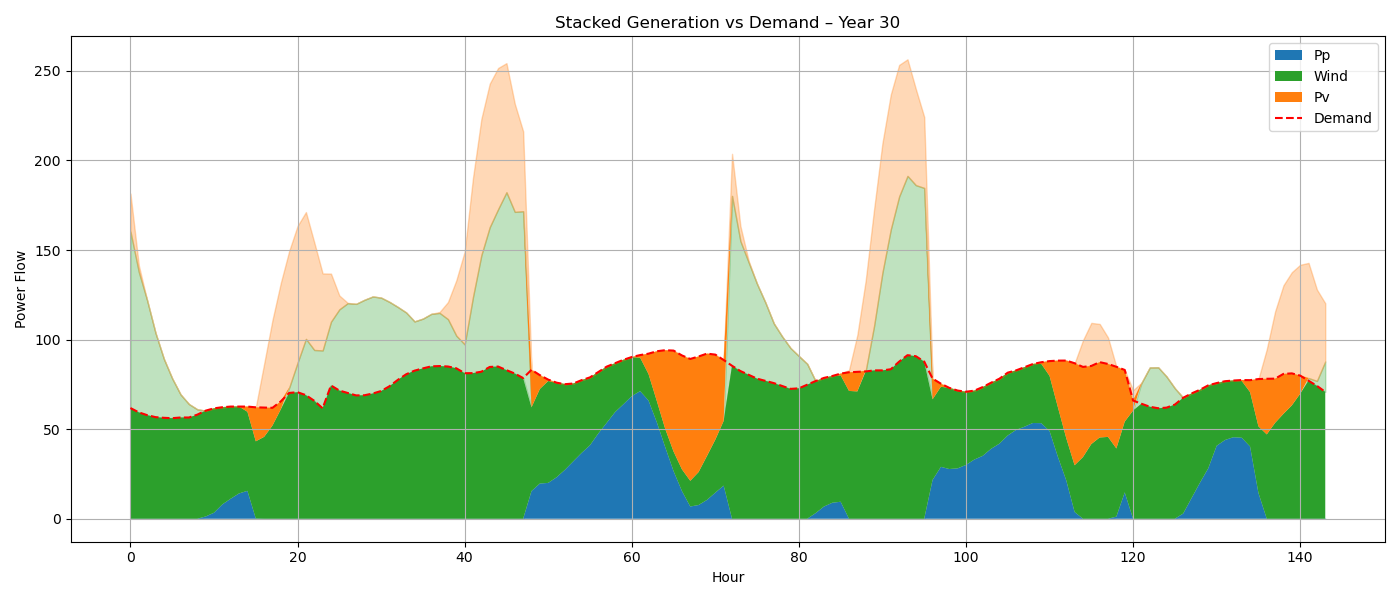 Stacked Generation vs Demand – Year 30
Pp
Wind
Pv
Demand
Power Flow
250
200
150
100
50
0
0 20 40 60 80 100 120 140
Hour